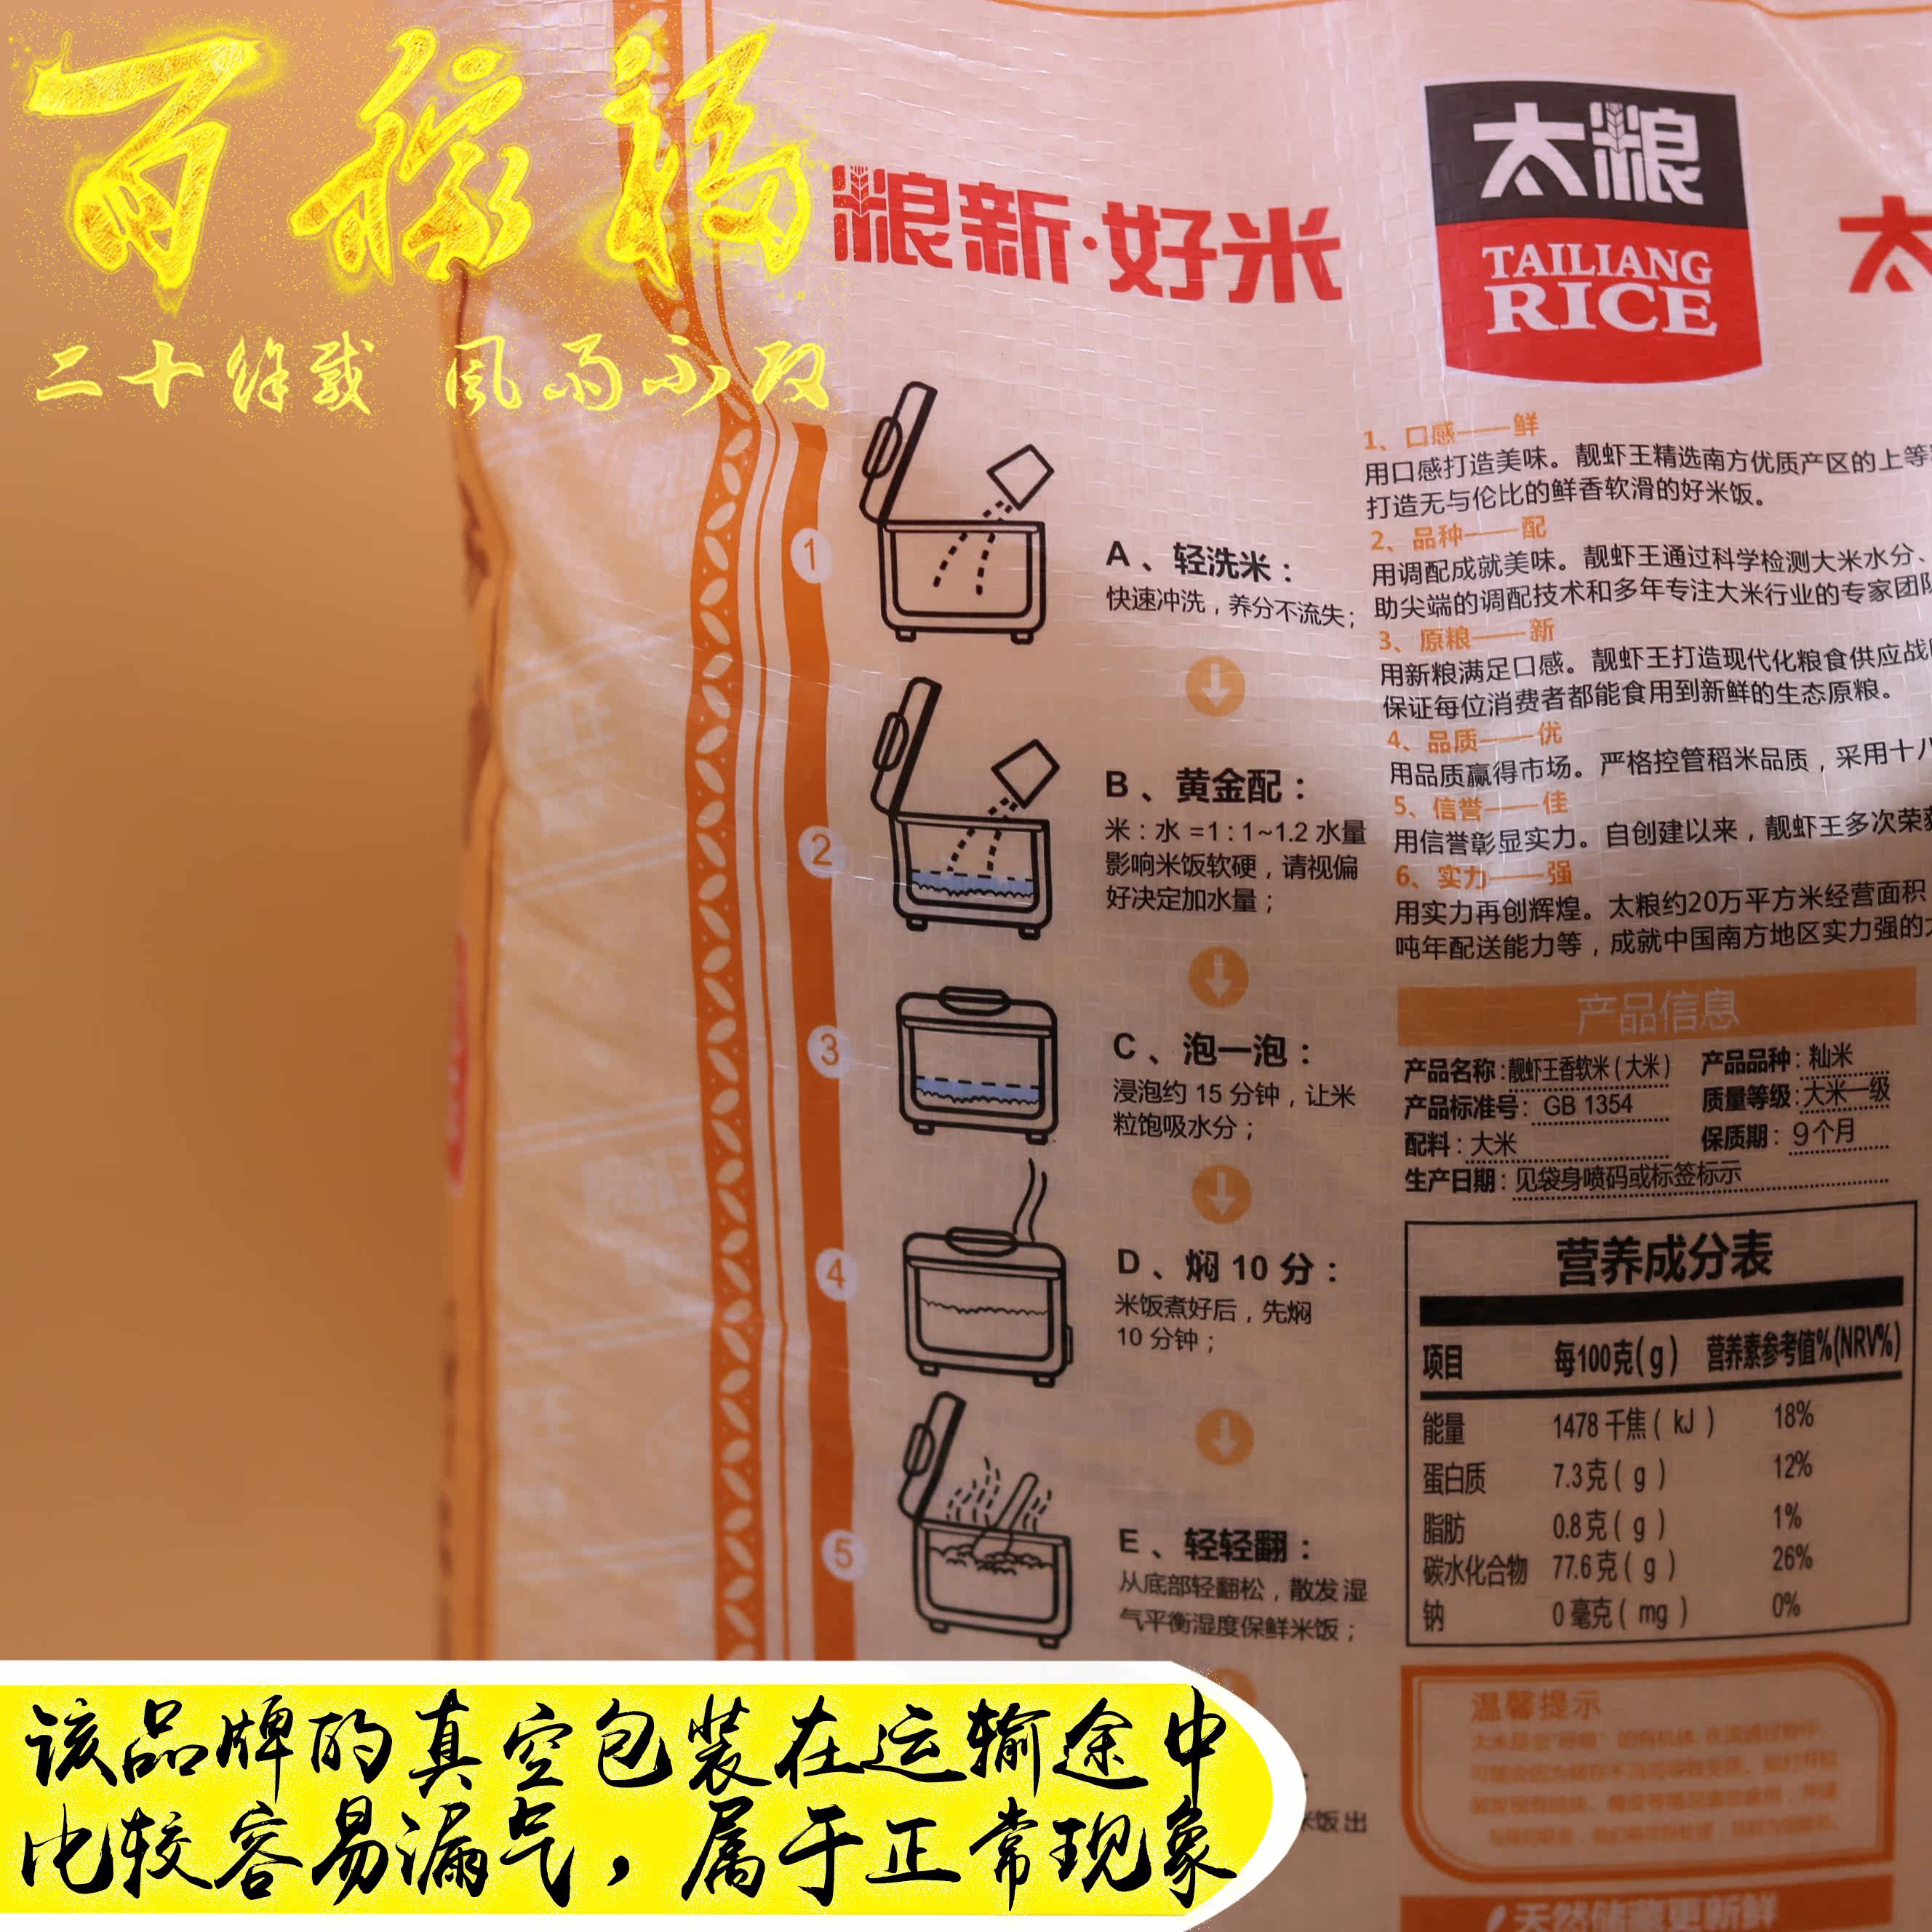 百稼福
二十馀载 風雨不改
粮新·好米
太粮
TAILIANG
RICE
太
1
A、轻洗米：
快速冲洗，养分不流失；
2
B、黄金配：
米：水 =1：1~1.2 水量
影响米饭软硬，请视偏
好决定加水量；
3
C、泡一泡：
浸泡约 15 分钟，让米
粒饱吸水分；
4
D、焖 10 分：
米饭煮好后，先焖
10 分钟；
5
E、轻轻翻：
从底部轻翻松，散发湿
气平衡湿度保鲜米饭；
米饭出
1、口感——鲜
用口感打造美味。靓虾王精选南方优质产区的上等
打造无与伦比的鲜香软滑的好米饭。
2、品种——配
用调配成就美味。靓虾王通过科学检测大米水分、
助尖端的调配技术和多年专注大米行业的专家团队
3、原粮——新
用新粮满足口感。靓虾王打造现代化粮食供应战
保证每位消费者都能食用到新鲜的生态原粮。
4、品质——优
用品质赢得市场。严格控管稻米品质，采用十八
5、信誉——佳
用信誉彰显实力。自创建以来，靓虾王多次荣获
6、实力——强
用实力再创辉煌。太粮约20万平方米经营面积
吨年配送能力等，成就中国南方地区实力强的
产品信息
产品名称：靓虾王香软米（大米） 产品品种：籼米
产品标准号：GB 1354 质量等级：大米一级
配料：大米 保质期：9个月
生产日期：见袋身喷码或标签标示
营养成分表
项目 每100克(g) 营养素参考值%(NRV%)
能量 1478 千焦（kJ） 18%
蛋白质 7.3克（g） 12%
脂肪 0.8克（g） 1%
碳水化合物 77.6克（g） 26%
钠 0 毫克（mg） 0%
温馨提示
天然储藏更新鲜
该品牌的真空包装在运输途中
比较容易漏气，属于正常现象